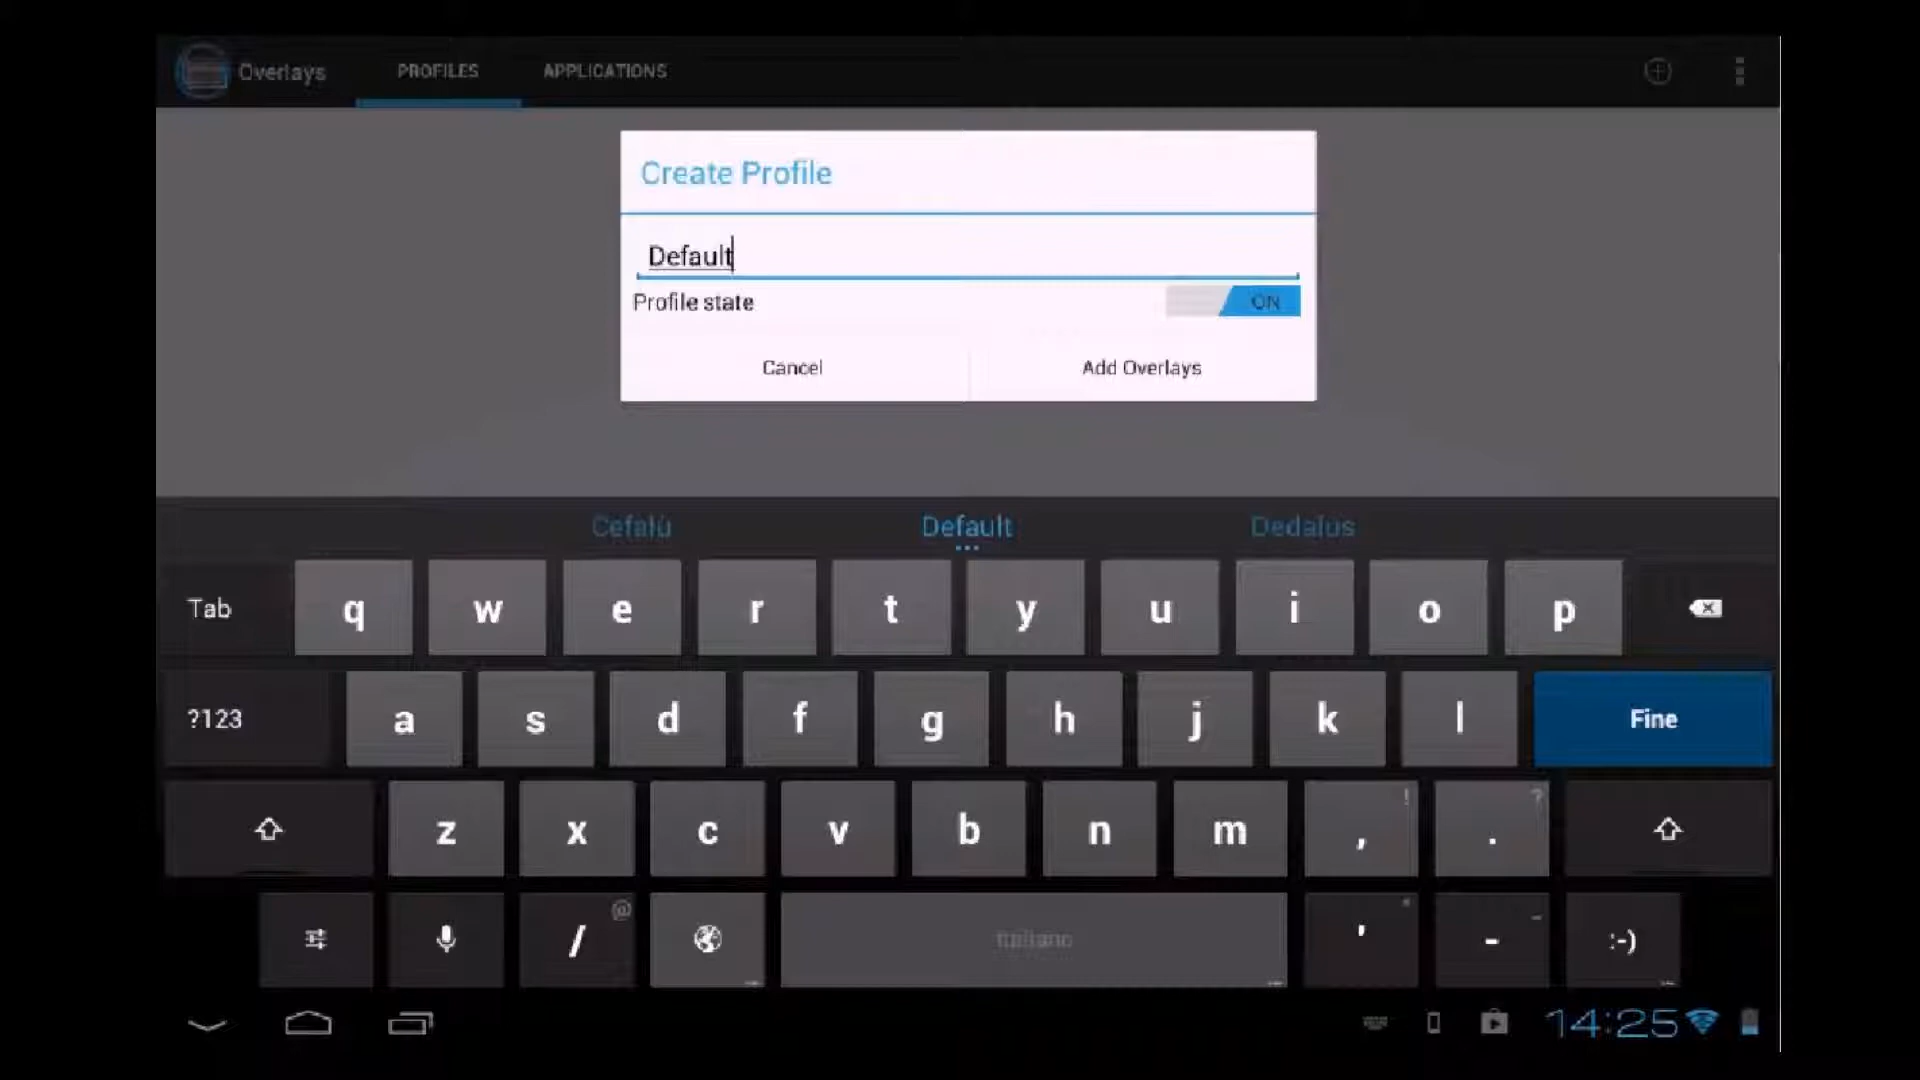 Overlays PROFILES APPLICATIONS
Create Profile
Default
Profile state ON
Cancel Add Overlays
Cefalù Default Dedalus
Tab q w e r t y u i o p
?123 a s d f g h j k l Fine
z x c v b n m , ! . ?
/ @ Italiano ' " - _ :-)
14:25